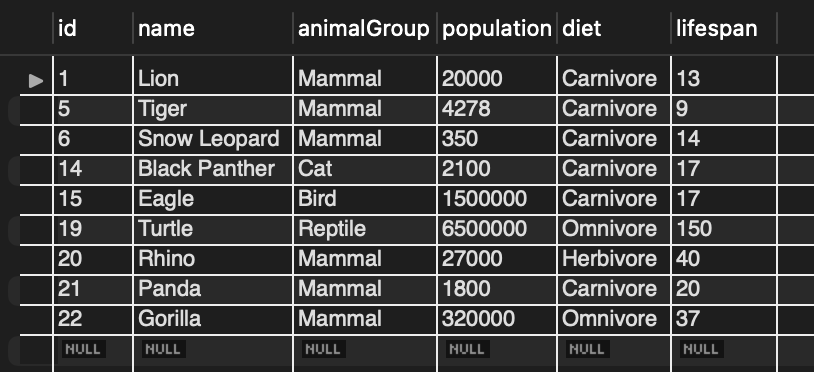 id name animalGroup population diet lifespan
1 Lion Mammal 20000 Carnivore 13
5 Tiger Mammal 4278 Carnivore 9
6 Snow Leopard Mammal 350 Carnivore 14
14 Black Panther Cat 2100 Carnivore 17
15 Eagle Bird 1500000 Carnivore 17
19 Turtle Reptile 6500000 Omnivore 150
20 Rhino Mammal 27000 Herbivore 40
21 Panda Mammal 1800 Carnivore 20
22 Gorilla Mammal 320000 Omnivore 37
NULL NULL NULL NULL NULL NULL